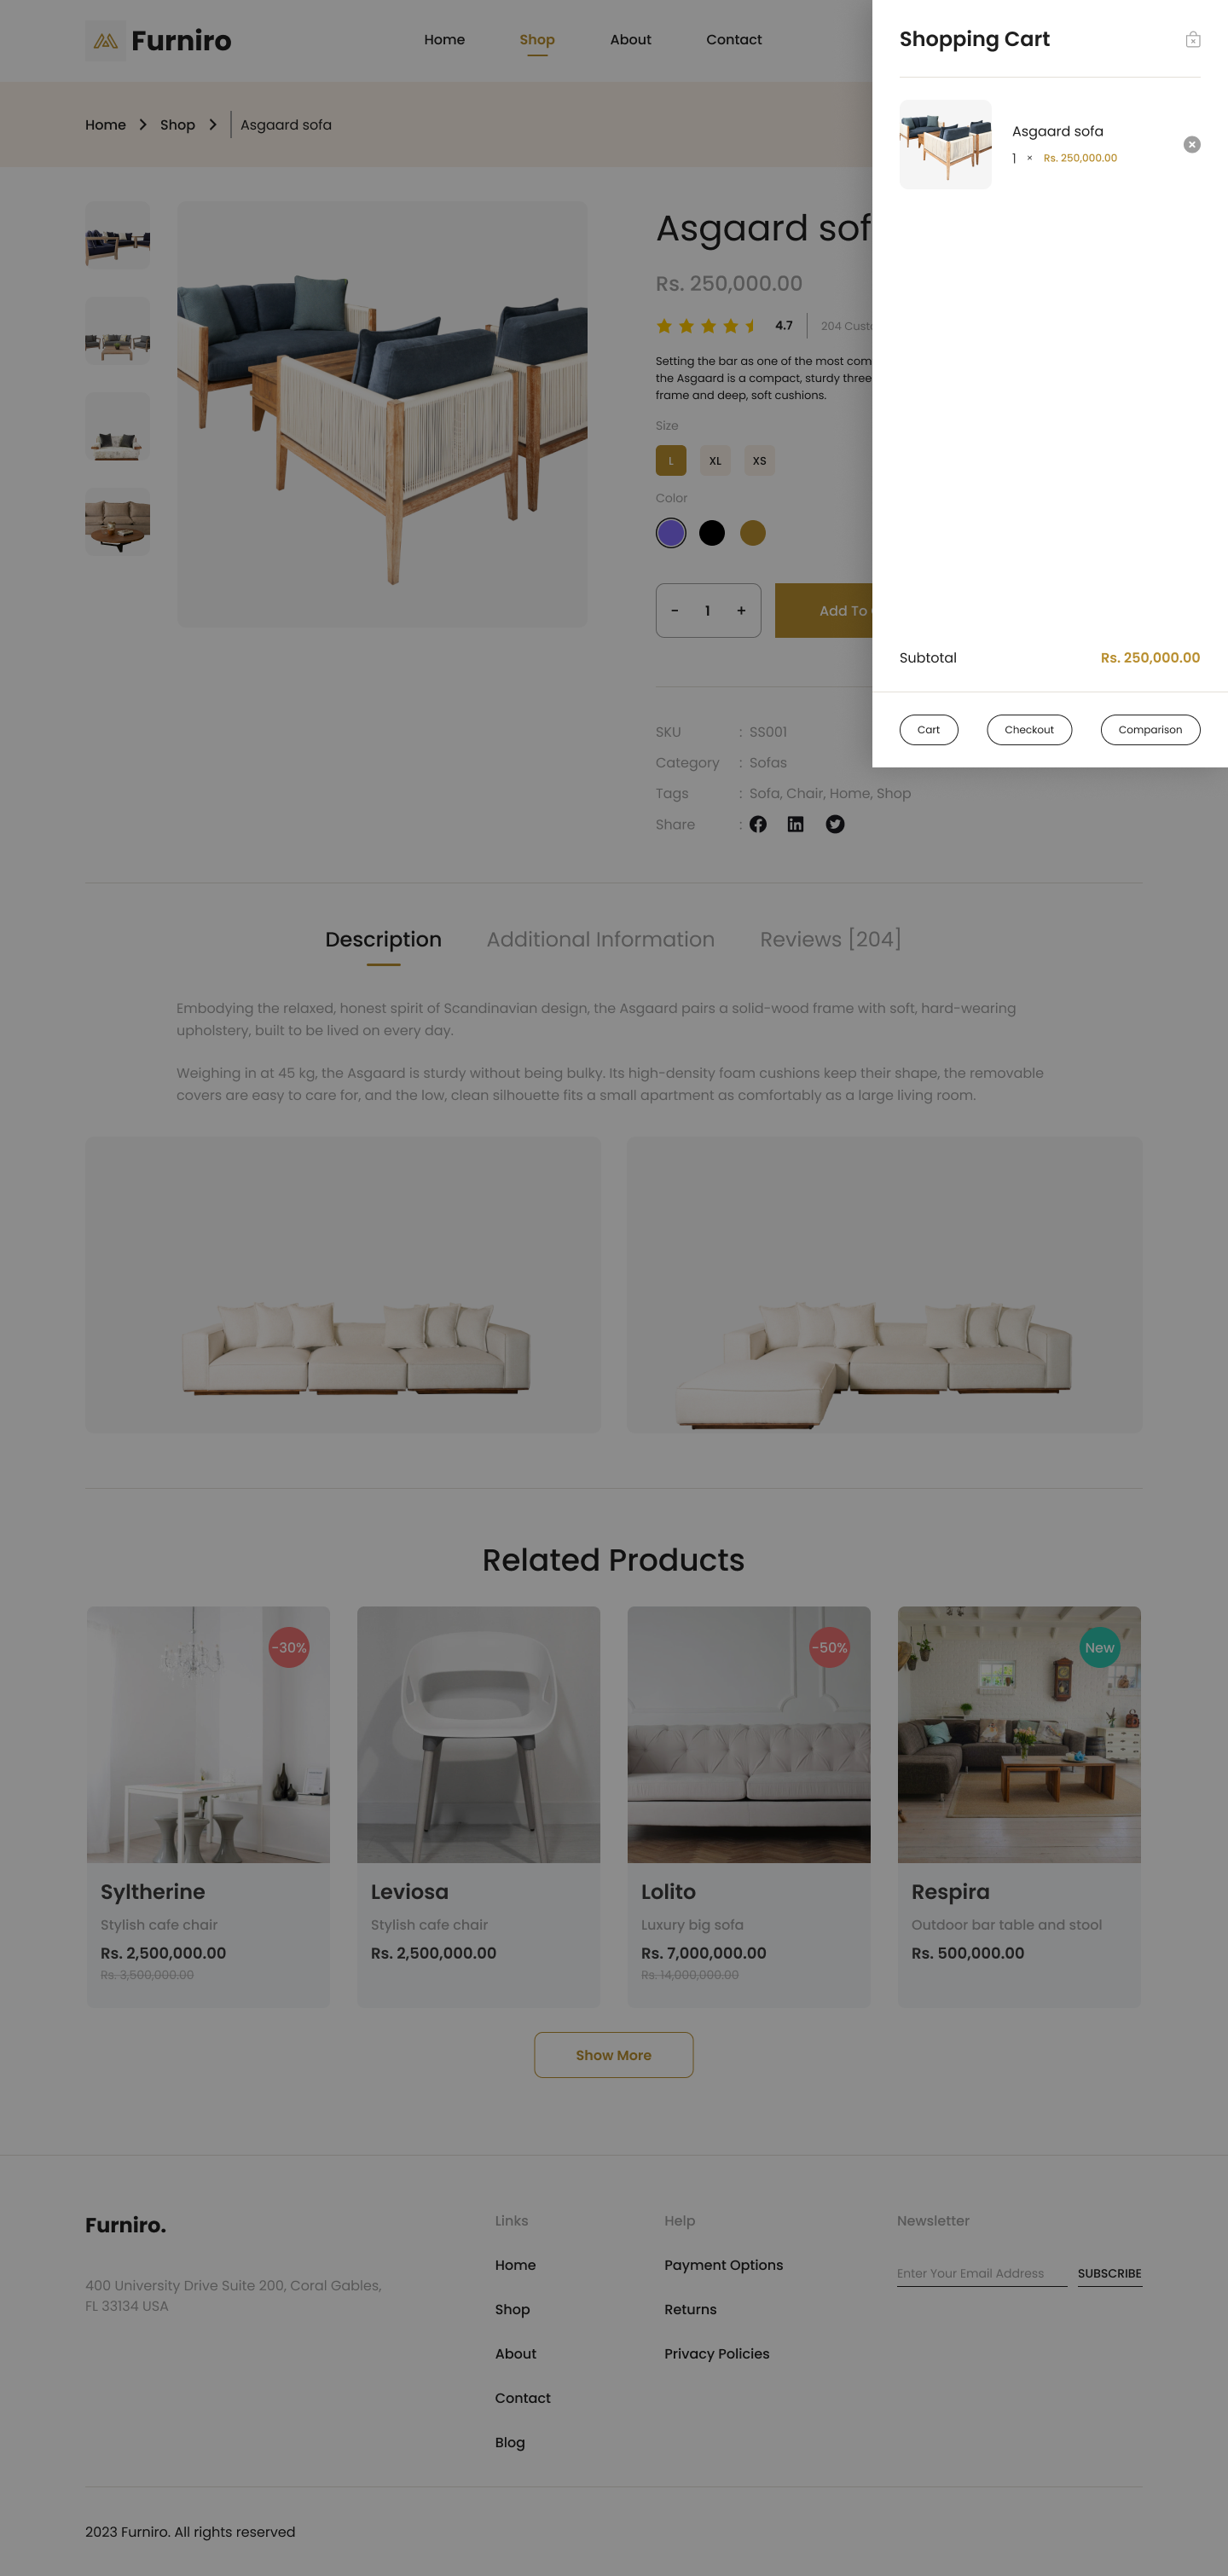 Furniro
Home
Shop
About
Contact
Home
Shop
Asgaard sofa
Shopping Cart
Asgaard sofa
1 × Rs. 250,000.00
Subtotal
Rs. 250,000.00
Cart
Checkout
Comparison
Asgaard sof
Rs. 250,000.00
4.7
204
Setting the bar as one of the most
the Asgaard is a compact, sturdy three
frame and deep, soft cushions.
Size
L
XL
XS
Color
-
1
+
Add To
SKU : SS001
Category : Sofas
Tags : Sofa, Chair, Home, Shop
Share :
Description
Additional Information
Reviews [204]
Embodying the relaxed, honest spirit of Scandinavian design, the Asgaard pairs a solid-wood frame with soft, hard-wearing
upholstery, built to be lived on every day.
Weighing in at 45 kg, the Asgaard is sturdy without being bulky. Its high-density foam cushions keep their shape, the removable
covers are easy to care for, and the low, clean silhouette fits a small apartment as comfortably as a large living room.
Related Products
-30%
Syltherine
Stylish cafe chair
Rs. 2,500,000.00
Rs. 3,500,000.00
Leviosa
Stylish cafe chair
Rs. 2,500,000.00
-50%
Lolito
Luxury big sofa
Rs. 7,000,000.00
Rs. 14,000,000.00
New
Respira
Outdoor bar table and stool
Rs. 500,000.00
Show More
Furniro.
400 University Drive Suite 200, Coral Gables,
FL 33134 USA
Links
Home
Shop
About
Contact
Blog
Help
Payment Options
Returns
Privacy Policies
Newsletter
Enter Your Email Address
SUBSCRIBE
2023 Furniro. All rights reserved